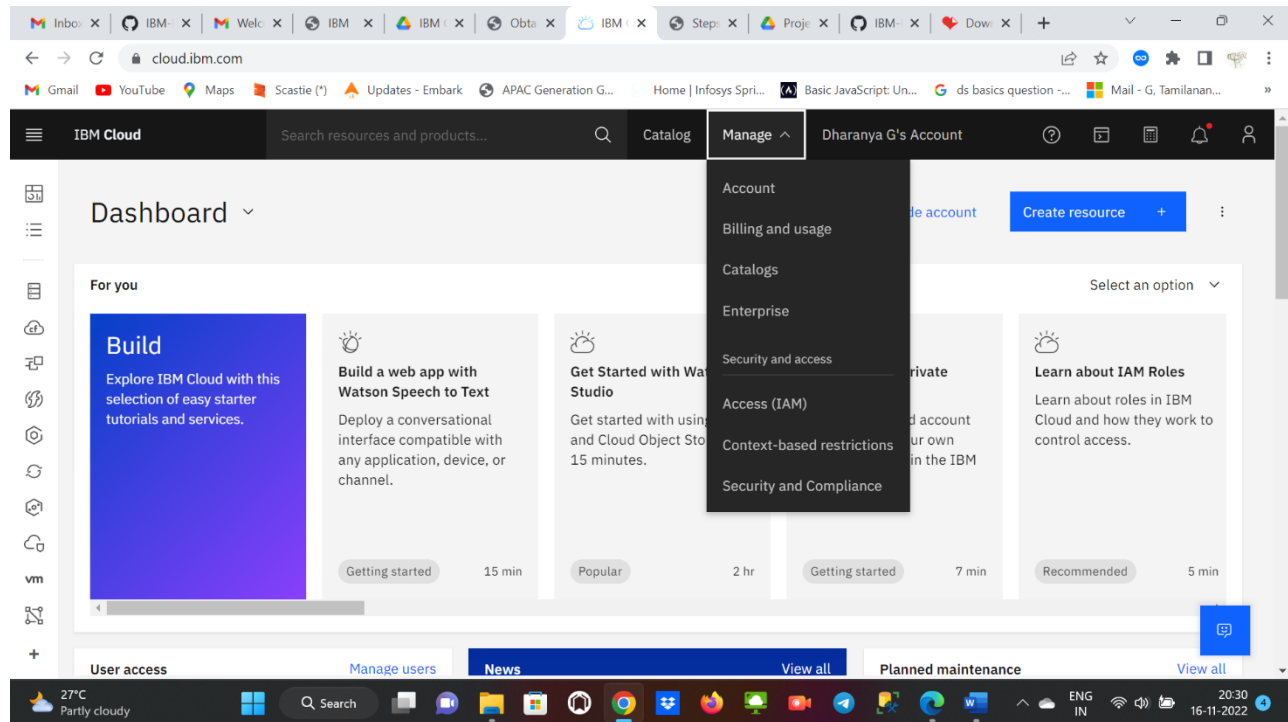 Inbo
IBM-
Welc
IBM
IBM (
Obta
IBM (
Steps
Proje
IBM-
Dow
cloud.ibm.com
Gmail
YouTube
Maps
Scastie (*)
Updates - Embark
APAC Generation G...
Home | Infosys Spri...
Basic JavaScript: Un...
ds basics question -...
Mail - G, Tamilanan...
»
IBM Cloud
Search resources and products...
Catalog
Manage
Dharanya G's Account
Dashboard
de account
Create resource +
Account
Billing and usage
Catalogs
Enterprise
Security and access
Access (IAM)
Context-based restrictions
Security and Compliance
For you
Select an option
Build
Explore IBM Cloud with this
selection of easy starter
tutorials and services.
Build a web app with
Watson Speech to Text
Deploy a conversational
interface compatible with
any application, device, or
channel.
Getting started
15 min
Get Started with Wat
Studio
Get started with using
and Cloud Object Sto
15 minutes.
Popular
2 hr
rivate
d account
ur own
in the IBM
Getting started
7 min
Learn about IAM Roles
Learn about roles in IBM
Cloud and how they work to
control access.
Recommended
5 min
cf
vm
User access
Manage users
News
View all
Planned maintenance
View all
27°C
Partly cloudy
Search
ENG
IN
20:30
16-11-2022
4